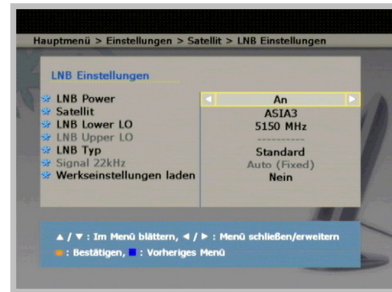 Hauptmenü > Einstellungen > Satellit > LNB Einstellungen
LNB Einstellungen
LNB Power An
Satellit ASIA3
LNB Lower LO 5150 MHz
LNB Upper LO ----------
LNB Typ Standard
Signal 22kHz Auto (Fixed)
Werkseinstellungen laden Nein
▲ / ▼ : Im Menü blättern, ◄ / ► : Menü schließen/erweitern
: Bestätigen, : Vorheriges Menü